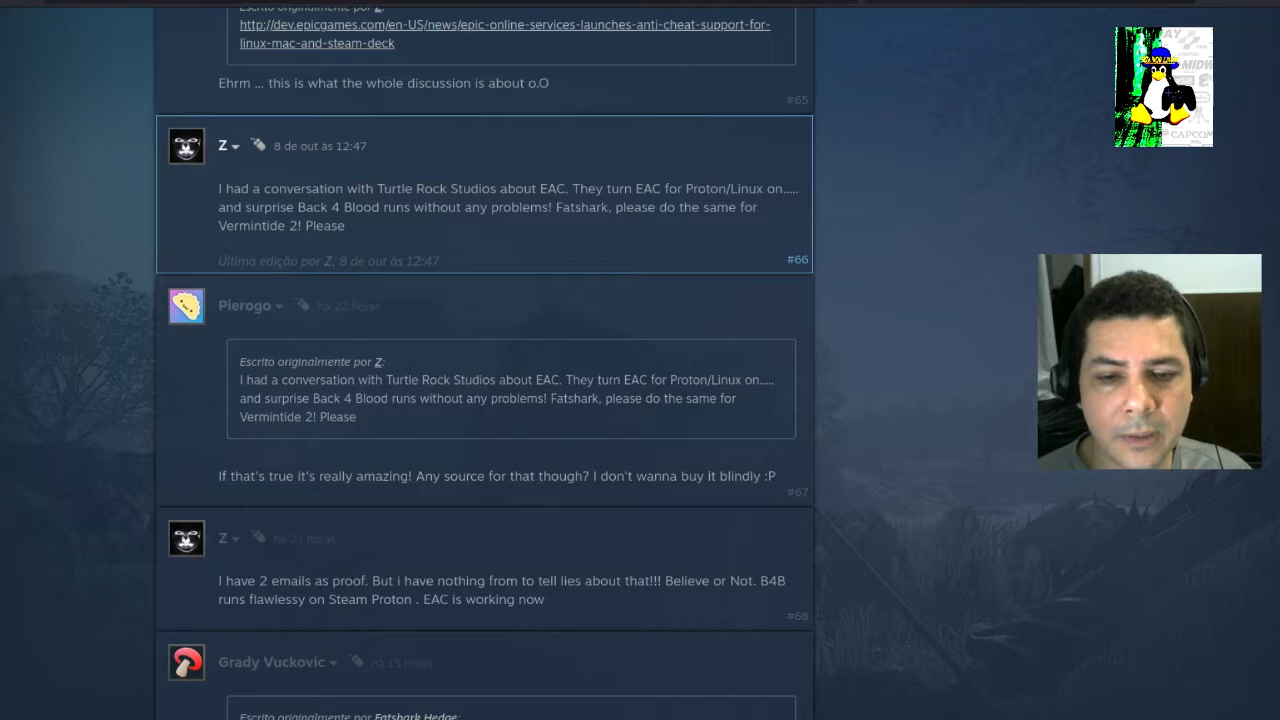 Escrito originalmente por Z:
http://dev.epicgames.com/en-US/news/epic-online-services-launches-anti-cheat-support-for-
linux-mac-and-steam-deck
Ehrm ... this is what the whole discussion is about o.O
#65
Z 8 de out às 12:47
I had a conversation with Turtle Rock Studios about EAC. They turn EAC for Proton/Linux on.....
and surprise Back 4 Blood runs without any problems! Fatshark, please do the same for
Vermintide 2! Please
Última edição por Z; 8 de out às 12:47
#66
Pierogo há 22 horas
Escrito originalmente por Z:
I had a conversation with Turtle Rock Studios about EAC. They turn EAC for Proton/Linux on.....
and surprise Back 4 Blood runs without any problems! Fatshark, please do the same for
Vermintide 2! Please
If that's true it's really amazing! Any source for that though? I don't wanna buy it blindly :P
#67
Z há 21 horas
I have 2 emails as proof. But i have nothing from to tell lies about that!!! Believe or Not. B4B
runs flawlessy on Steam Proton . EAC is working now
#68
Grady Vuckovic há 15 horas
Escrito originalmente por Fatshark Hedge:
MIDW
CAPCOM